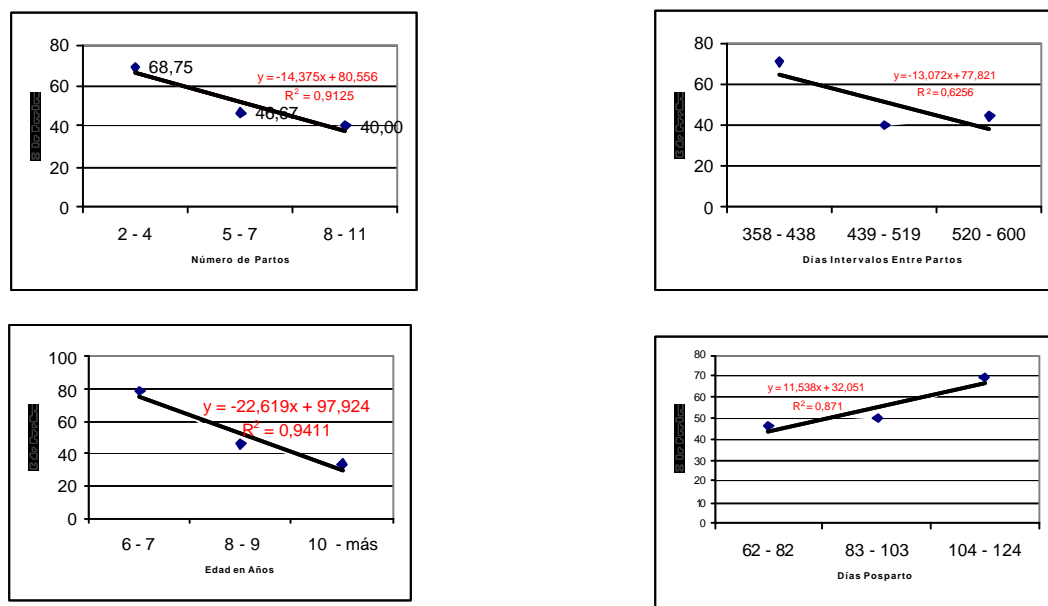 80
60
40
20
0
68,75
46,67
40,00
y = -14,375x + 80,556
R² = 0,9125
2 - 4 5 - 7 8 - 11
Número de Partos
80
60
40
20
0
y = -13,072x + 77,821
R² = 0,6256
358 - 438 439 - 519 520 - 600
Días Intervalos Entre Partos
100
80
60
40
20
0
y = -22,619x + 97,924
R² = 0,9411
6 - 7 8 - 9 10 - más
Edad en Años
80
70
60
50
40
30
20
10
0
y = 11,538x + 32,051
R² = 0,871
62 - 82 83 - 103 104 - 124
Días Posparto